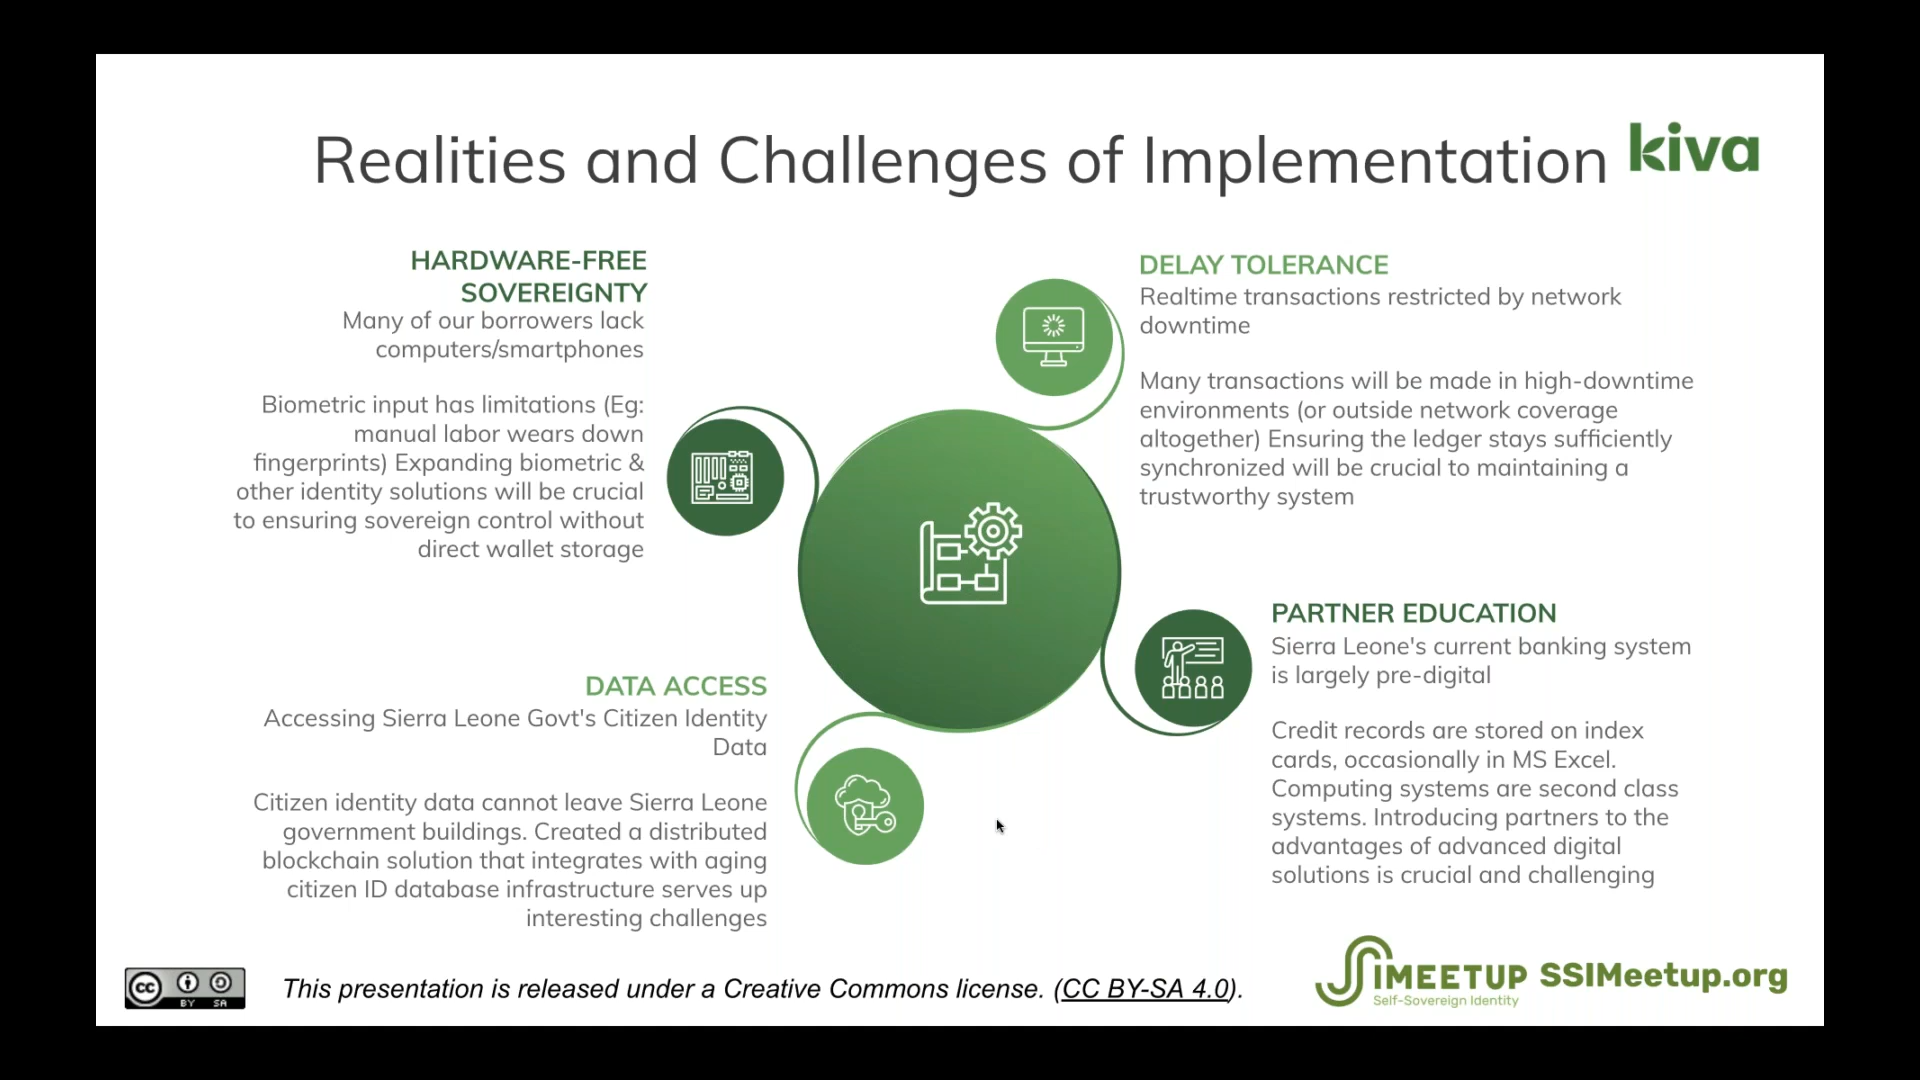 Realities and Challenges of Implementation
kiva
HARDWARE-FREE
SOVEREIGNTY
Many of our borrowers lack
computers/smartphones
Biometric input has limitations (Eg:
manual labor wears down
fingerprints) Expanding biometric &
other identity solutions will be crucial
to ensuring sovereign control without
direct wallet storage
DELAY TOLERANCE
Realtime transactions restricted by network
downtime
Many transactions will be made in high-downtime
environments (or outside network coverage
altogether) Ensuring the ledger stays sufficiently
synchronized will be crucial to maintaining a
trustworthy system
DATA ACCESS
Accessing Sierra Leone Govt's Citizen Identity
Data
Citizen identity data cannot leave Sierra Leone
government buildings. Created a distributed
blockchain solution that integrates with aging
citizen ID database infrastructure serves up
interesting challenges
PARTNER EDUCATION
Sierra Leone's current banking system
is largely pre-digital
Credit records are stored on index
cards, occasionally in MS Excel.
Computing systems are second class
systems. Introducing partners to the
advantages of advanced digital
solutions is crucial and challenging
cc BY SA
This presentation is released under a Creative Commons license. (CC BY-SA 4.0).
SSIMEETUP
Self-Sovereign Identity
SSIMeetup.org